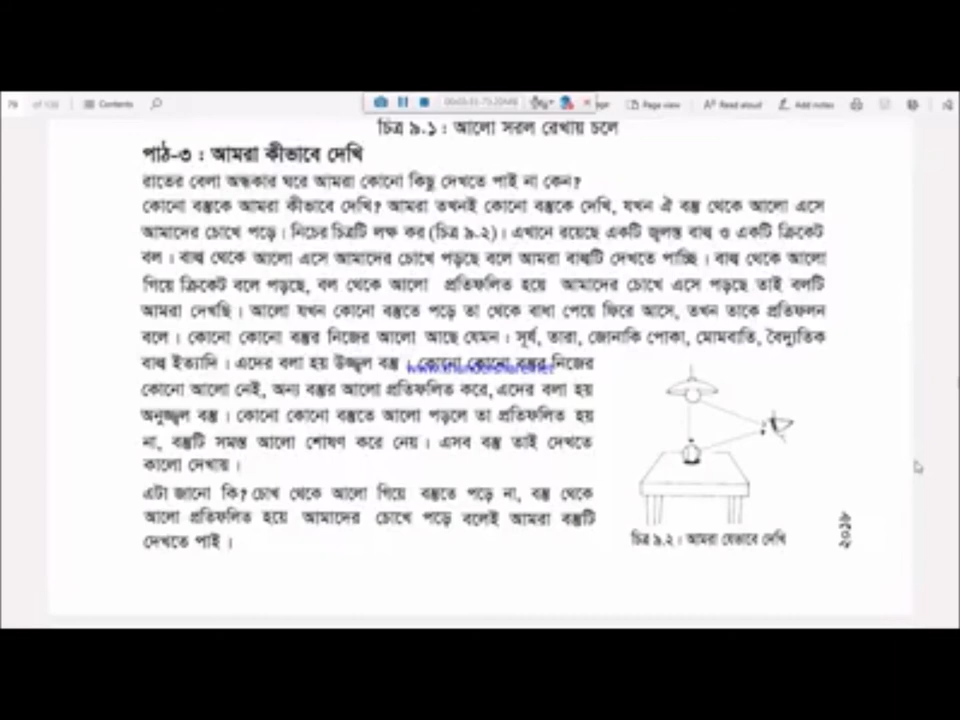 79 of 136 Contents Page view Read aloud Add notes
চিত্র ৯.১ : আলো সরল রেখায় চলে
পাঠ-৩ : আমরা কীভাবে দেখি
রাতের বেলা অন্ধকার ঘরে আমরা কোনো কিছু দেখতে পাই না কেন?
কোনো বস্তুকে আমরা কীভাবে দেখি? আমরা তখনই কোনো বস্তুকে দেখি, যখন ঐ বস্তু থেকে আলো এসে
আমাদের চোখে পড়ে। নিচের চিত্রটি লক্ষ কর (চিত্র ৯.২)। এখানে রয়েছে একটি জ্বলন্ত বাল্ব ও একটি ক্রিকেট
বল। বাল্ব থেকে আলো এসে আমাদের চোখে পড়ছে বলে আমরা বাল্বটি দেখতে পাচ্ছি। বাল্ব থেকে আলো
গিয়ে ক্রিকেট বলে পড়ছে, বল থেকে আলো প্রতিফলিত হয়ে আমাদের চোখে এসে পড়ছে তাই বলটি
আমরা দেখছি। আলো যখন কোনো বস্তুতে পড়ে তা থেকে বাধা পেয়ে ফিরে আসে, তখন তাকে প্রতিফলন
বলে। কোনো কোনো বস্তুর নিজের আলো আছে যেমন। সূর্য, তারা, জোনাকি পোকা, মোমবাতি, বৈদ্যুতিক
বাল্ব ইত্যাদি। এদের বলা হয় উজ্জ্বল বস্তু। কোনো কোনো বস্তুর নিজের
কোনো আলো নেই, অন্য বস্তুর আলো প্রতিফলিত করে, এদের বলা হয়
অনুজ্জ্বল বস্তু। কোনো কোনো বস্তুতে আলো পড়লে তা প্রতিফলিত হয়
না, বস্তুটি সমস্ত আলো শোষণ করে নেয়। এসব বস্তু তাই দেখতে
কালো দেখায়।
এটা জানো কি? চোখ থেকে আলো গিয়ে বস্তুতে পড়ে না, বস্তু থেকে
আলো প্রতিফলিত হয়ে আমাদের চোখে পড়ে বলেই আমরা বস্তুটি
দেখতে পাই।
চিত্র ৯.২ : আমরা যেভাবে দেখি
২০১৮